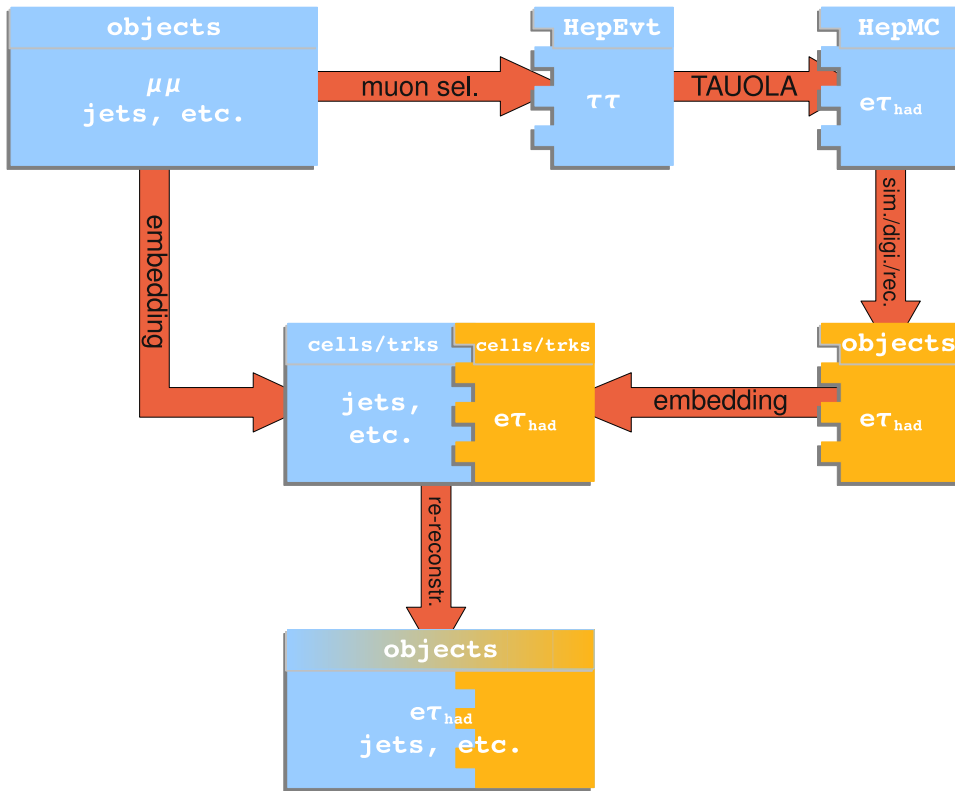 objects
μμ
jets, etc.
muon sel.
HepEvt
ττ
TAUOLA
HepMC
eτhad
embedding
sim./digi./rec.
cells/trks
jets,
etc.
cells/trks
eτhad
embedding
objects
eτhad
re-reconstr.
objects
eτhad
jets, etc.